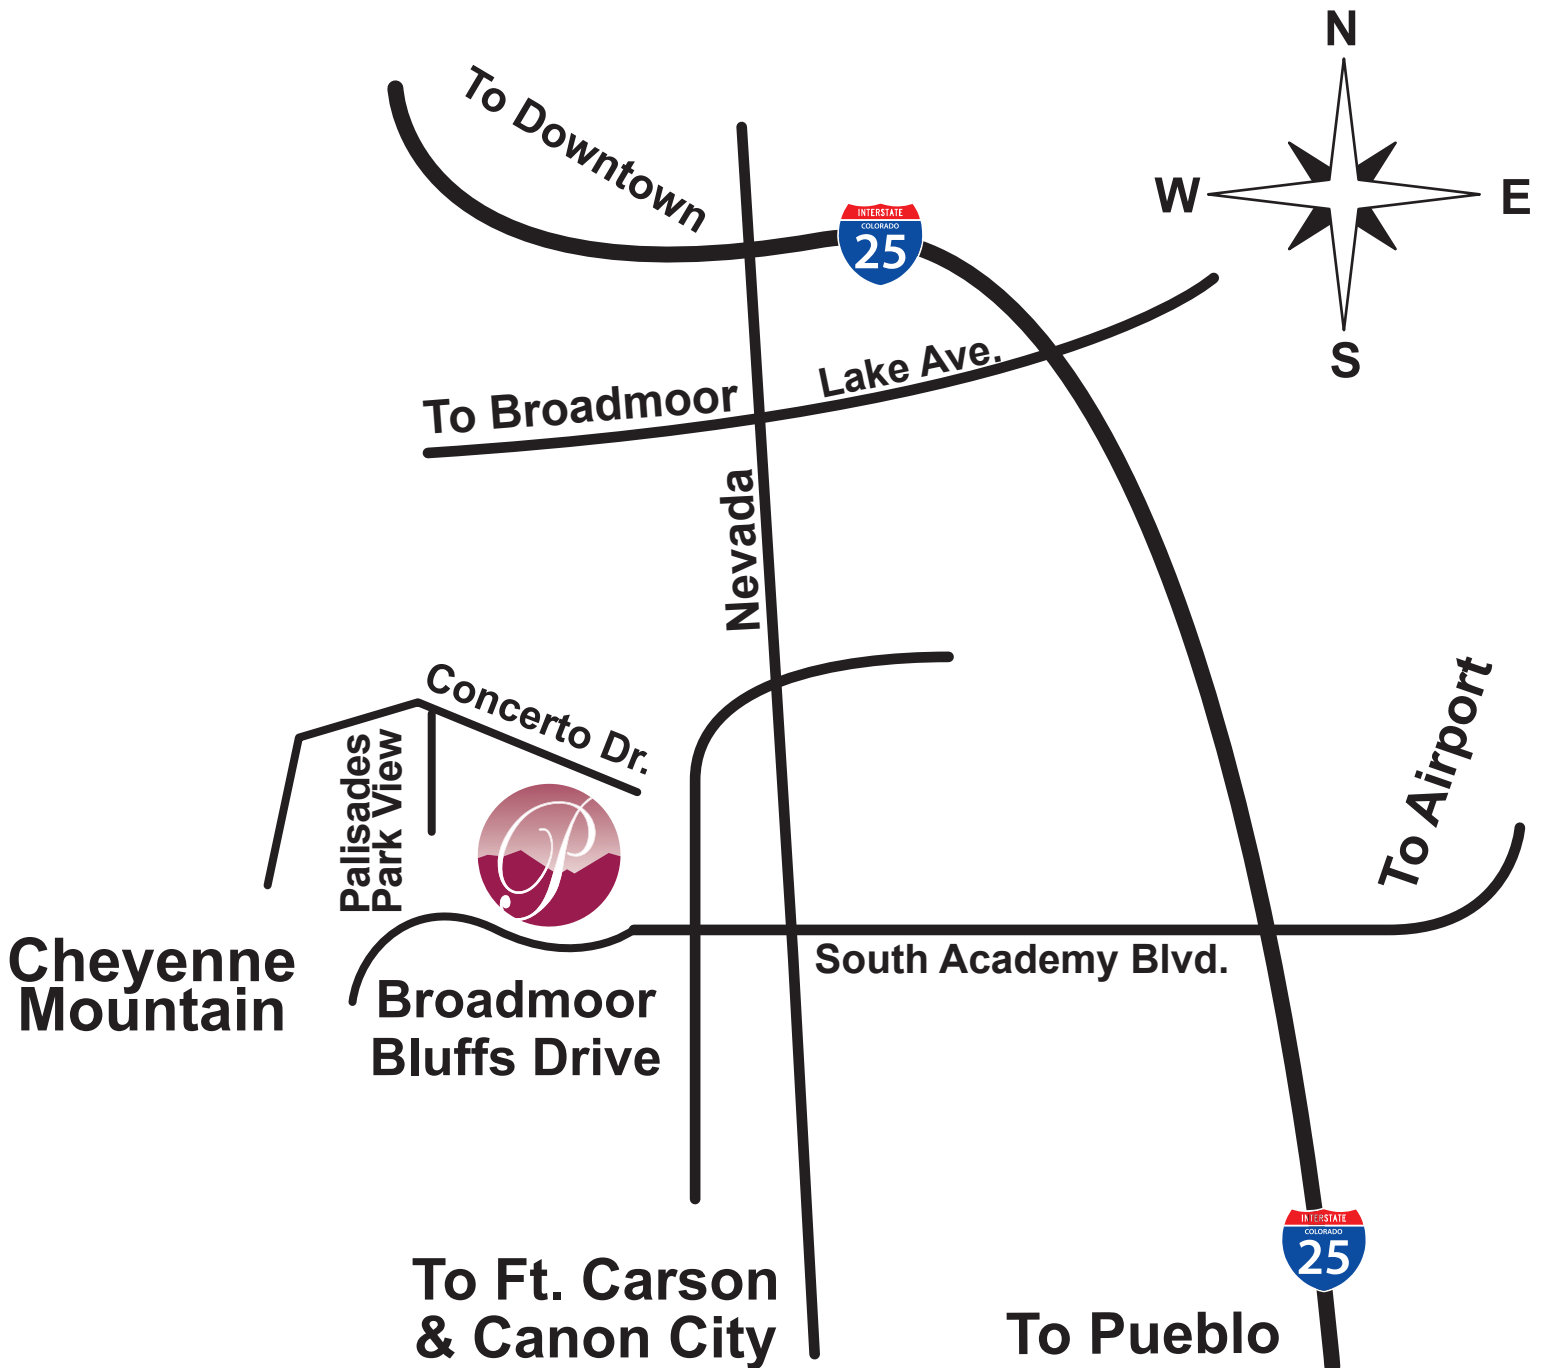 N
To Downtown
INTERSTATE
COLORADO
25
W
E
S
Lake Ave.
To Broadmoor
Nevada
Concerto Dr.
Palisades
Park View
To Airport
P
Cheyenne
Mountain
South Academy Blvd.
Broadmoor
Bluffs Drive
INTERSTATE
COLORADO
25
To Ft. Carson
& Canon City
To Pueblo